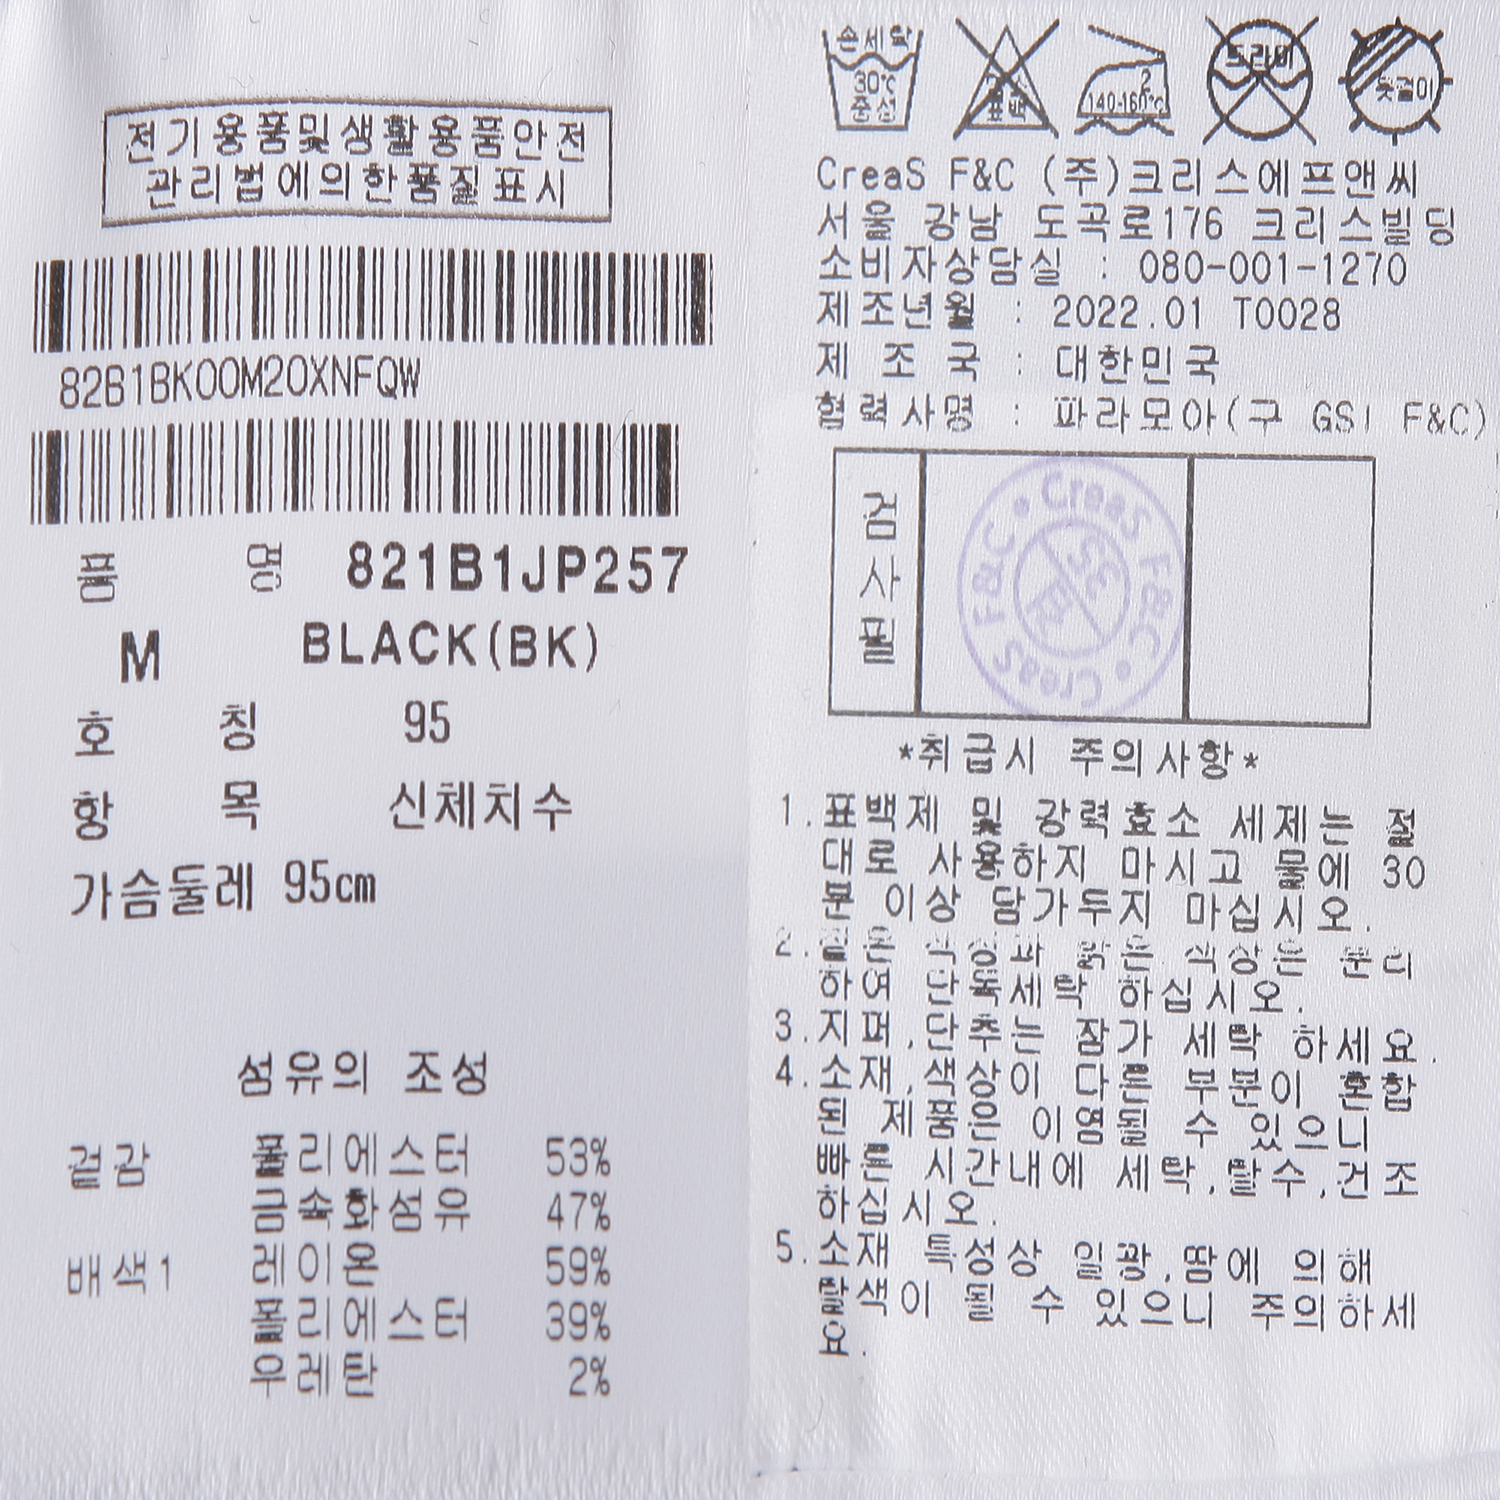 전기용품및생활용품안전
관리법에의한품질표시
82B1BK00M20XNFQW
품 명 821B1JP257
M BLACK(BK)
호 칭 95
항 목 신체치수
가슴둘레 95cm
섬유의 조성
겉감 폴리에스터 53%
금속화섬유 47%
배색1 레이온 59%
폴리에스터 39%
우레탄 2%
손세탁
30℃
중성
표백
2
140-160℃
드라이
옷걸이
CreaS F&C (주)크리스에프앤씨
서울 강남 도곡로176 크리스빌딩
소비자상담실 : 080-001-1270
제조년월 : 2022.01 T0028
제 조 국 : 대한민국
협력사명 : 파라모아(구 GSI F&C)
검사필
CreaS F&C • CreaS F&C •
35
*취급시 주의사항*
1.표백제 및 강력효소 세제는 절
대로 사용하지 마시고 물에 30
분 이상 담가두지 마십시오.
2.짙은 색상과 맑은 색상은 분리
하여 단독세탁 하십시오.
3.지퍼,단추는 잠가 세탁 하세요.
4.소재,색상이 다른 부분이 혼합
된 제품은 이염될 수 있으니
빠른 시간내에 세탁,탈수,건조
하십시오.
5.소재 특성상 일광,땀에 의해
탈색이 될 수 있으니 주의하세
요.